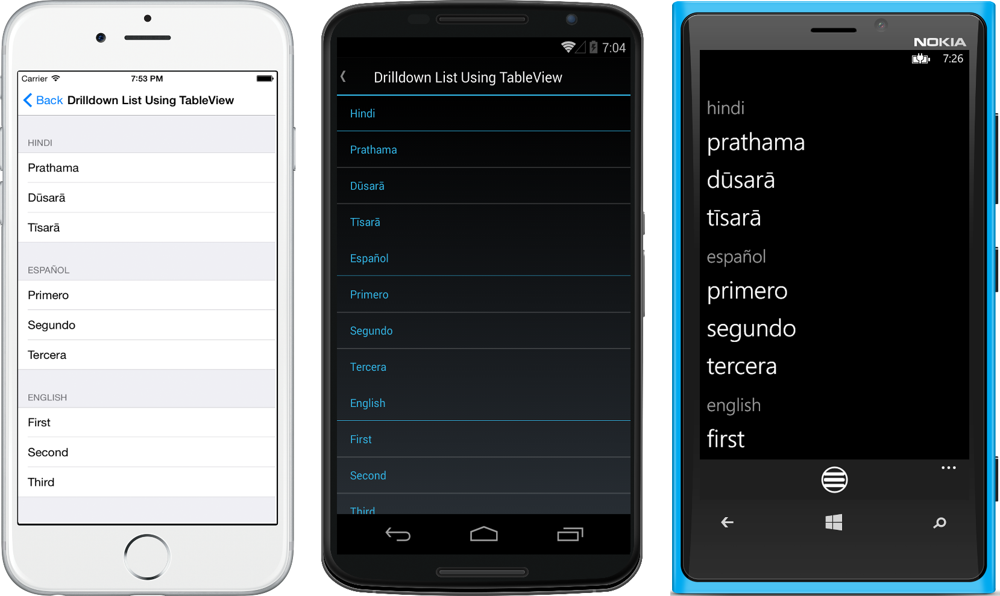 Carrier 7:53 PM
Back Drilldown List Using TableView
HINDI
Prathama
Dūsarā
Tīsarā
ESPAÑOL
Primero
Segundo
Tercera
ENGLISH
First
Second
Third
7:04
Drilldown List Using TableView
Hindi
Prathama
Dūsarā
Tīsarā
Español
Primero
Segundo
Tercera
English
First
Second
Third
NOKIA
7:26
hindi
prathama
dūsarā
tīsarā
español
primero
segundo
tercera
english
first